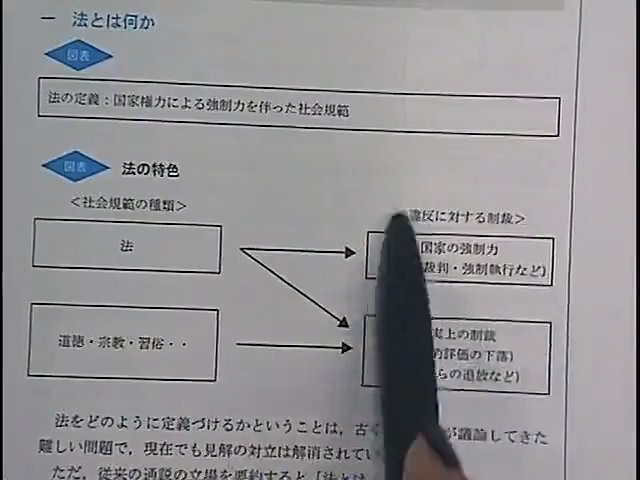 一 法とは何か
図表
法の定義：国家権力による強制力を伴った社会規範
図表 法の特色
＜社会規範の種類＞
違反に対する制裁＞
法
国家の強制力
裁判・強制執行など）
道徳・宗教・習俗・・
実上の制裁
評価の下落）
らの追放など）
法をどのように定義づけるかということは，古く
が議論してきた
難しい問題で，現在でも見解の対立は解消されてい
ただ，従来の通説の立場を要約すると「法とは